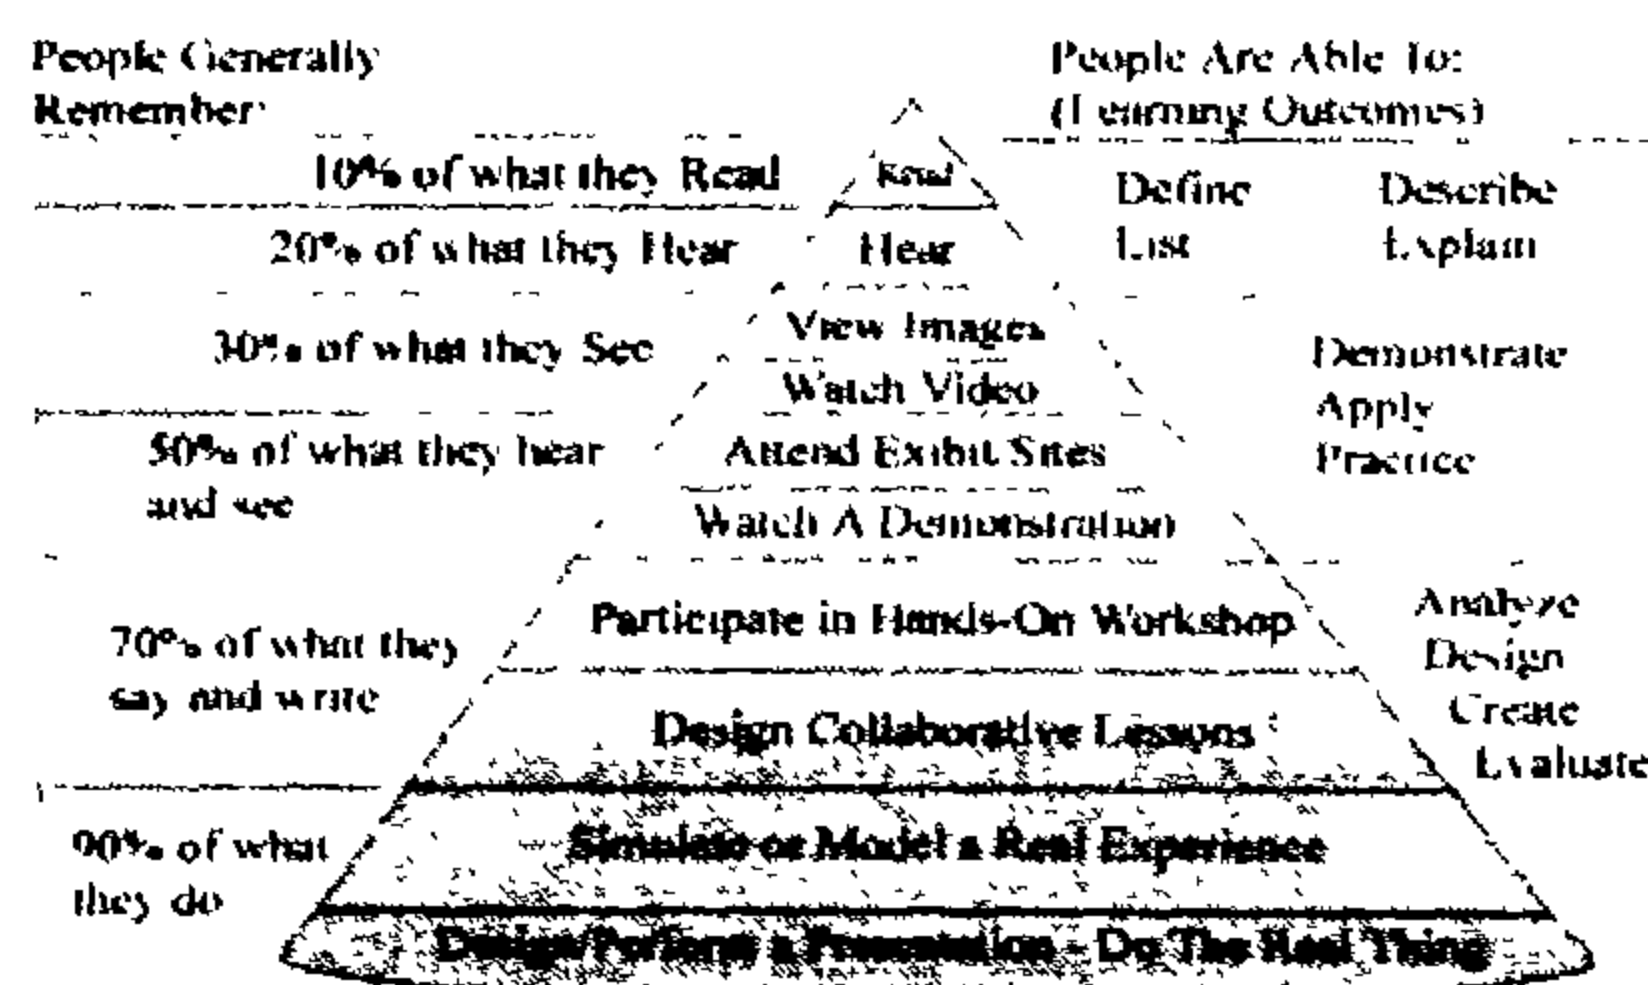 People Generally
Remember:
People Are Able To:
(Learning Outcomes)
10% of what they Read
Read
Define
Describe
20% of what they Hear
Hear
List
Explain
30% of what they See
View Images
Watch Video
Demonstrate
Apply
Practice
50% of what they hear
and see
Attend Exibit Sites
Watch A Demonstration
70% of what they
say and write
Participate in Hands-On Workshop
Design Collaborative Lessons
Analyze
Design
Create
Evaluate
90% of what
they do
Simulate or Model a Real Experience
Design/Perform a Presentation - Do The Real Thing